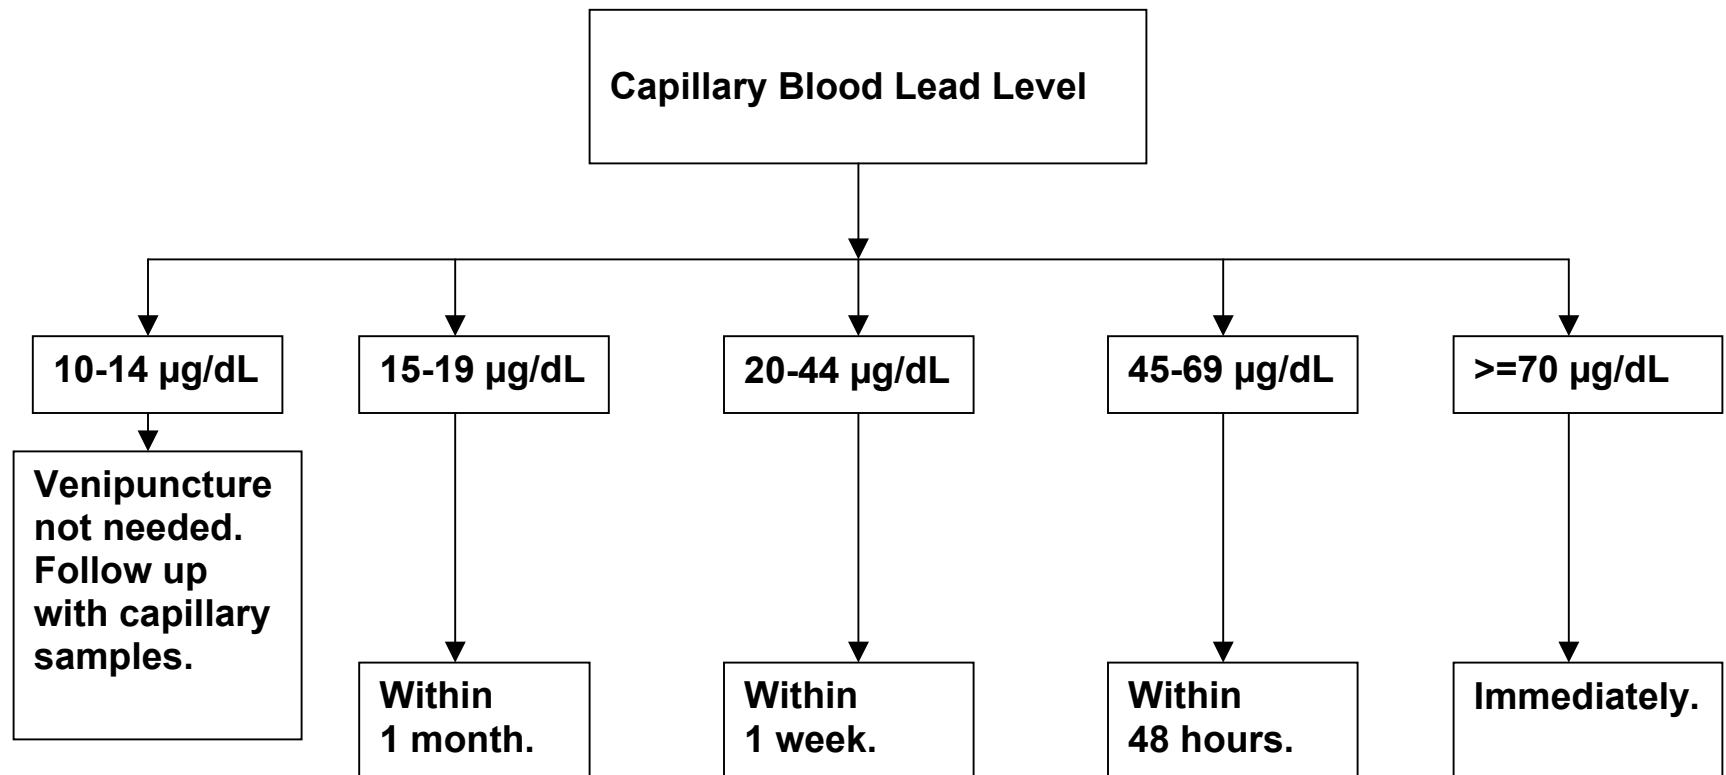 Capillary Blood Lead Level
10-14 µg/dL
15-19 µg/dL
20-44 µg/dL
45-69 µg/dL
>=70 µg/dL
Venipuncture
not needed.
Follow up
with capillary
samples.
Within
1 month.
Within
1 week.
Within
48 hours.
Immediately.